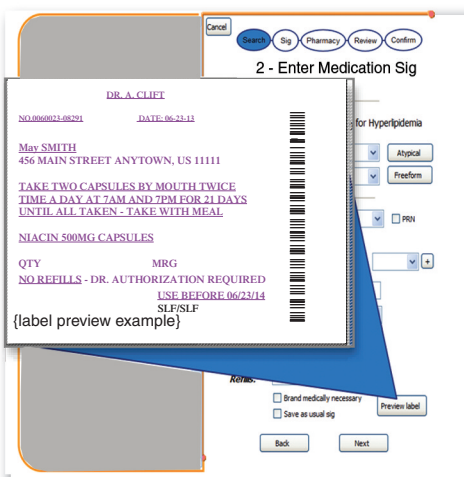 Cancel
Search Sig Pharmacy Review Confirm
2 - Enter Medication Sig
DR. A. CLIFT
NO.0060023-08291 DATE: 06-23-13
May SMITH
456 MAIN STREET ANYTOWN, US 11111
TAKE TWO CAPSULES BY MOUTH TWICE
TIME A DAY AT 7AM AND 7PM FOR 21 DAYS
UNTIL ALL TAKEN - TAKE WITH MEAL
NIACIN 500MG CAPSULES
QTY MRG
NO REFILLS - DR. AUTHORIZATION REQUIRED
USE BEFORE 06/23/14
SLF/SLF
{label preview example}
for Hyperlipidemia
Atypical
Freeform
PRN
+
Refills:
Brand medically necessary
Save as usual sig
Preview label
Back Next